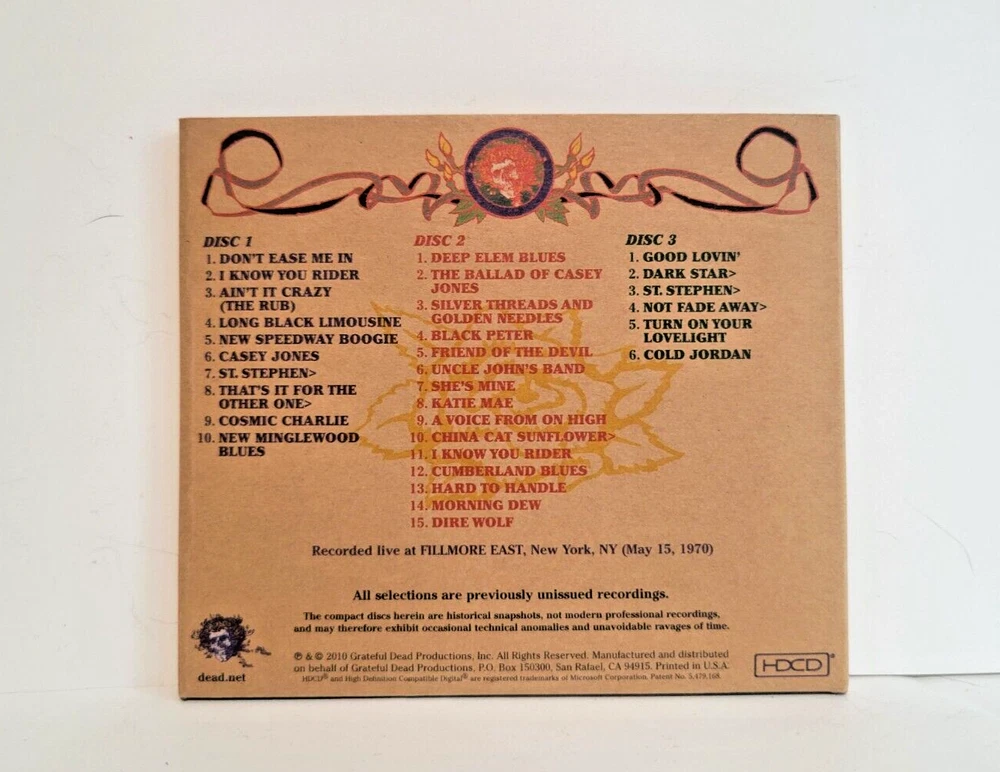 DISC 1
1. DON'T EASE ME IN
2. I KNOW YOU RIDER
3. AIN'T IT CRAZY
(THE RUB)
4. LONG BLACK LIMOUSINE
5. NEW SPEEDWAY BOOGIE
6. CASEY JONES
7. ST. STEPHEN>
8. THAT'S IT FOR THE
OTHER ONE>
9. COSMIC CHARLIE
10. NEW MINGLEWOOD
BLUES
DISC 2
1. DEEP ELEM BLUES
2. THE BALLAD OF CASEY
JONES
3. SILVER THREADS AND
GOLDEN NEEDLES
4. BLACK PETER
5. FRIEND OF THE DEVIL
6. UNCLE JOHN'S BAND
7. SHE'S MINE
8. KATIE MAE
9. A VOICE FROM ON HIGH
10. CHINA CAT SUNFLOWER>
11. I KNOW YOU RIDER
12. CUMBERLAND BLUES
13. HARD TO HANDLE
14. MORNING DEW
15. DIRE WOLF
DISC 3
1. GOOD LOVIN'
2. DARK STAR>
3. ST. STEPHEN>
4. NOT FADE AWAY>
5. TURN ON YOUR
LOVELIGHT
6. COLD JORDAN
Recorded live at FILLMORE EAST, New York, NY (May 15, 1970)
All selections are previously unissued recordings.
The compact discs herein are historical snapshots, not modern professional recordings,
and may therefore exhibit occasional technical anomalies and unavoidable ravages of time.
℗ & © 2010 Grateful Dead Productions, Inc. All Rights Reserved. Manufactured and distributed
on behalf of Grateful Dead Productions, P.O. Box 150300, San Rafael, CA 94915. Printed in U.S.A.
HDCD® and High Definition Compatible Digital® are registered trademarks of Microsoft Corporation. Patent No. 5,479,168.
dead.net
HDCD®